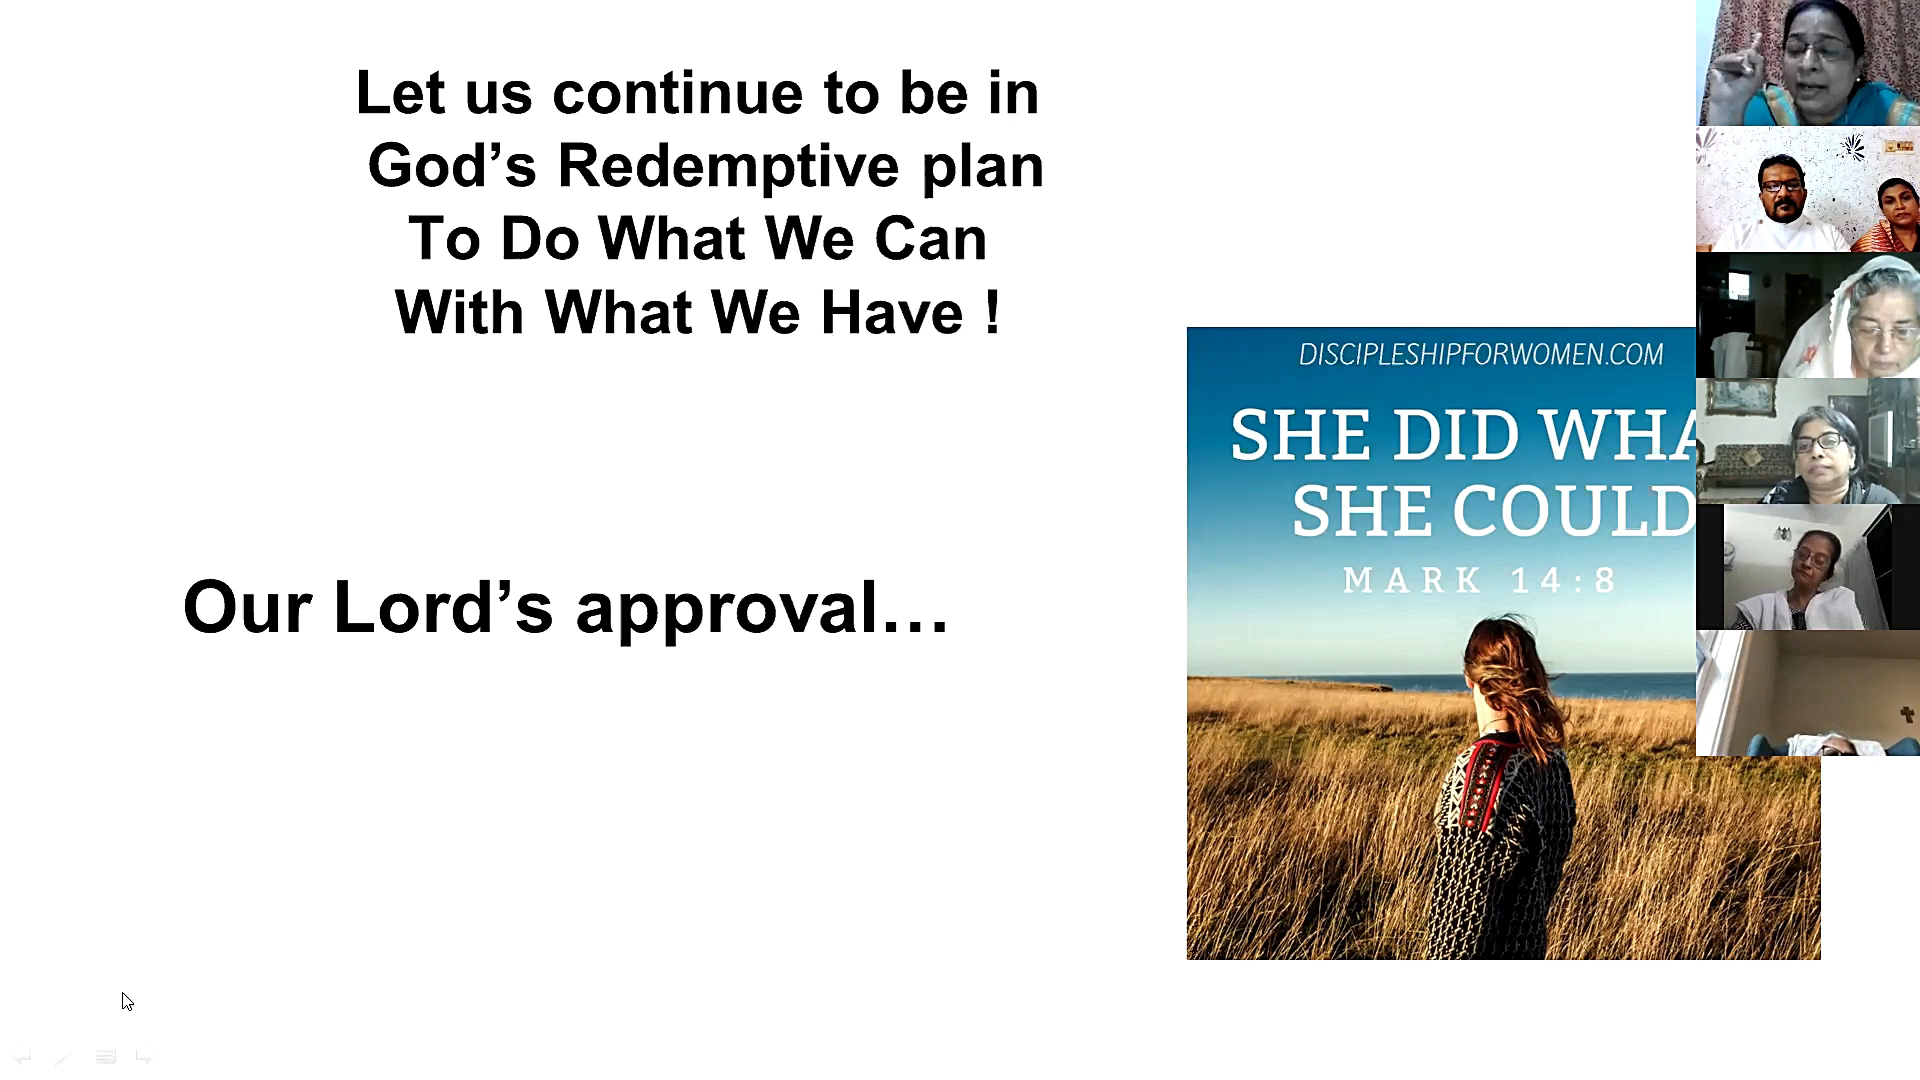 Let us continue to be in
God’s Redemptive plan
To Do What We Can
With What We Have !
Our Lord’s approval…
DISCIPLESHIPFORWOMEN.COM
SHE DID WHA
SHE COULD
MARK 14:8